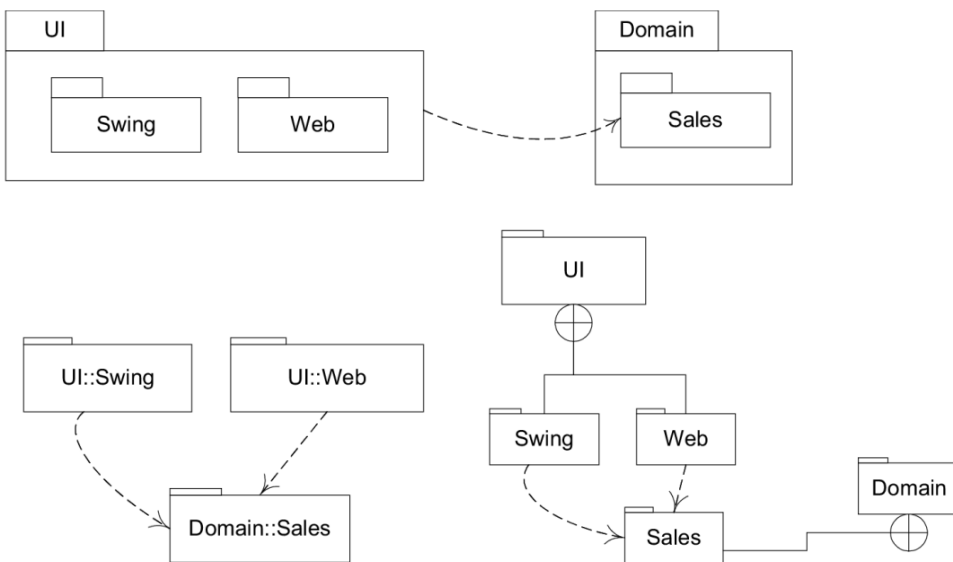 UI
Domain
Swing
Web
Sales
UI
UI::Swing
UI::Web
Swing
Web
Domain
Domain::Sales
Sales